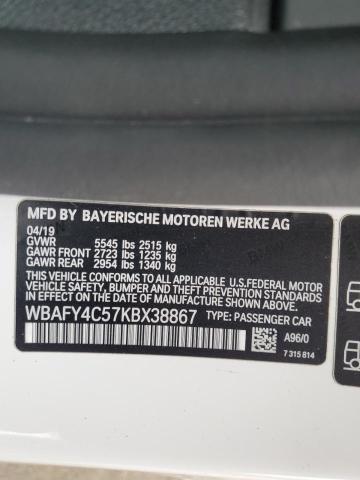 MFD BY BAYERISCHE MOTOREN WERKE AG
04/19
GVWR 5545 lbs 2515 kg
GAWR FRONT 2723 lbs 1235 kg
GAWR REAR 2954 lbs 1340 kg
THIS VEHICLE CONFORMS TO ALL APPLICABLE U.S.FEDERAL MOTOR
VEHICLE SAFETY, BUMPER, AND THEFT PREVENTION STANDARDS IN
EFFECT ON THE DATE OF MANUFACTURE SHOWN ABOVE.
WBAFY4C57KBX38867 TYPE: PASSENGER CAR
A96/0
7 315 814